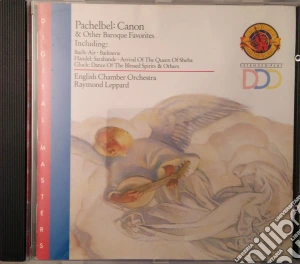 Pachelbel: Canon
& Other Baroque Favorites
Including:
Bach: Air • Badinerie
Handel: Sarabande • Arrival Of The Queen Of Sheba
Gluck: Dance Of The Blessed Spirits & Others
English Chamber Orchestra
Raymond Leppard
DIGITAL MASTERS
DDD